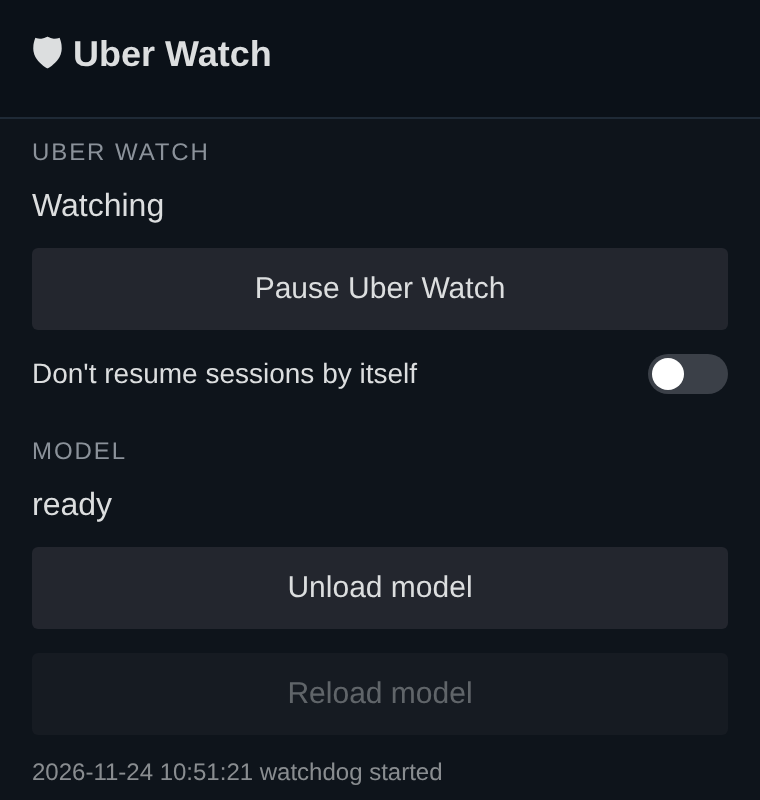 Uber Watch
UBER WATCH
Watching
Pause Uber Watch
Don't resume sessions by itself
MODEL
ready
Unload model
Reload model
2026-11-24 10:51:21 watchdog started